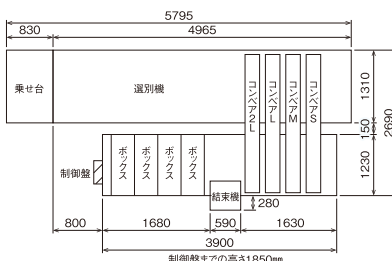 5795
830
4965
乗せ台
選別機
コンベア2L
コンベアL
コンベアM
コンベアS
1310
150
2690
1230
制御盤
ボックス
ボックス
ボックス
ボックス
結束機
280
800
1680
590
1630
3900
制御盤までの高さ1850mm